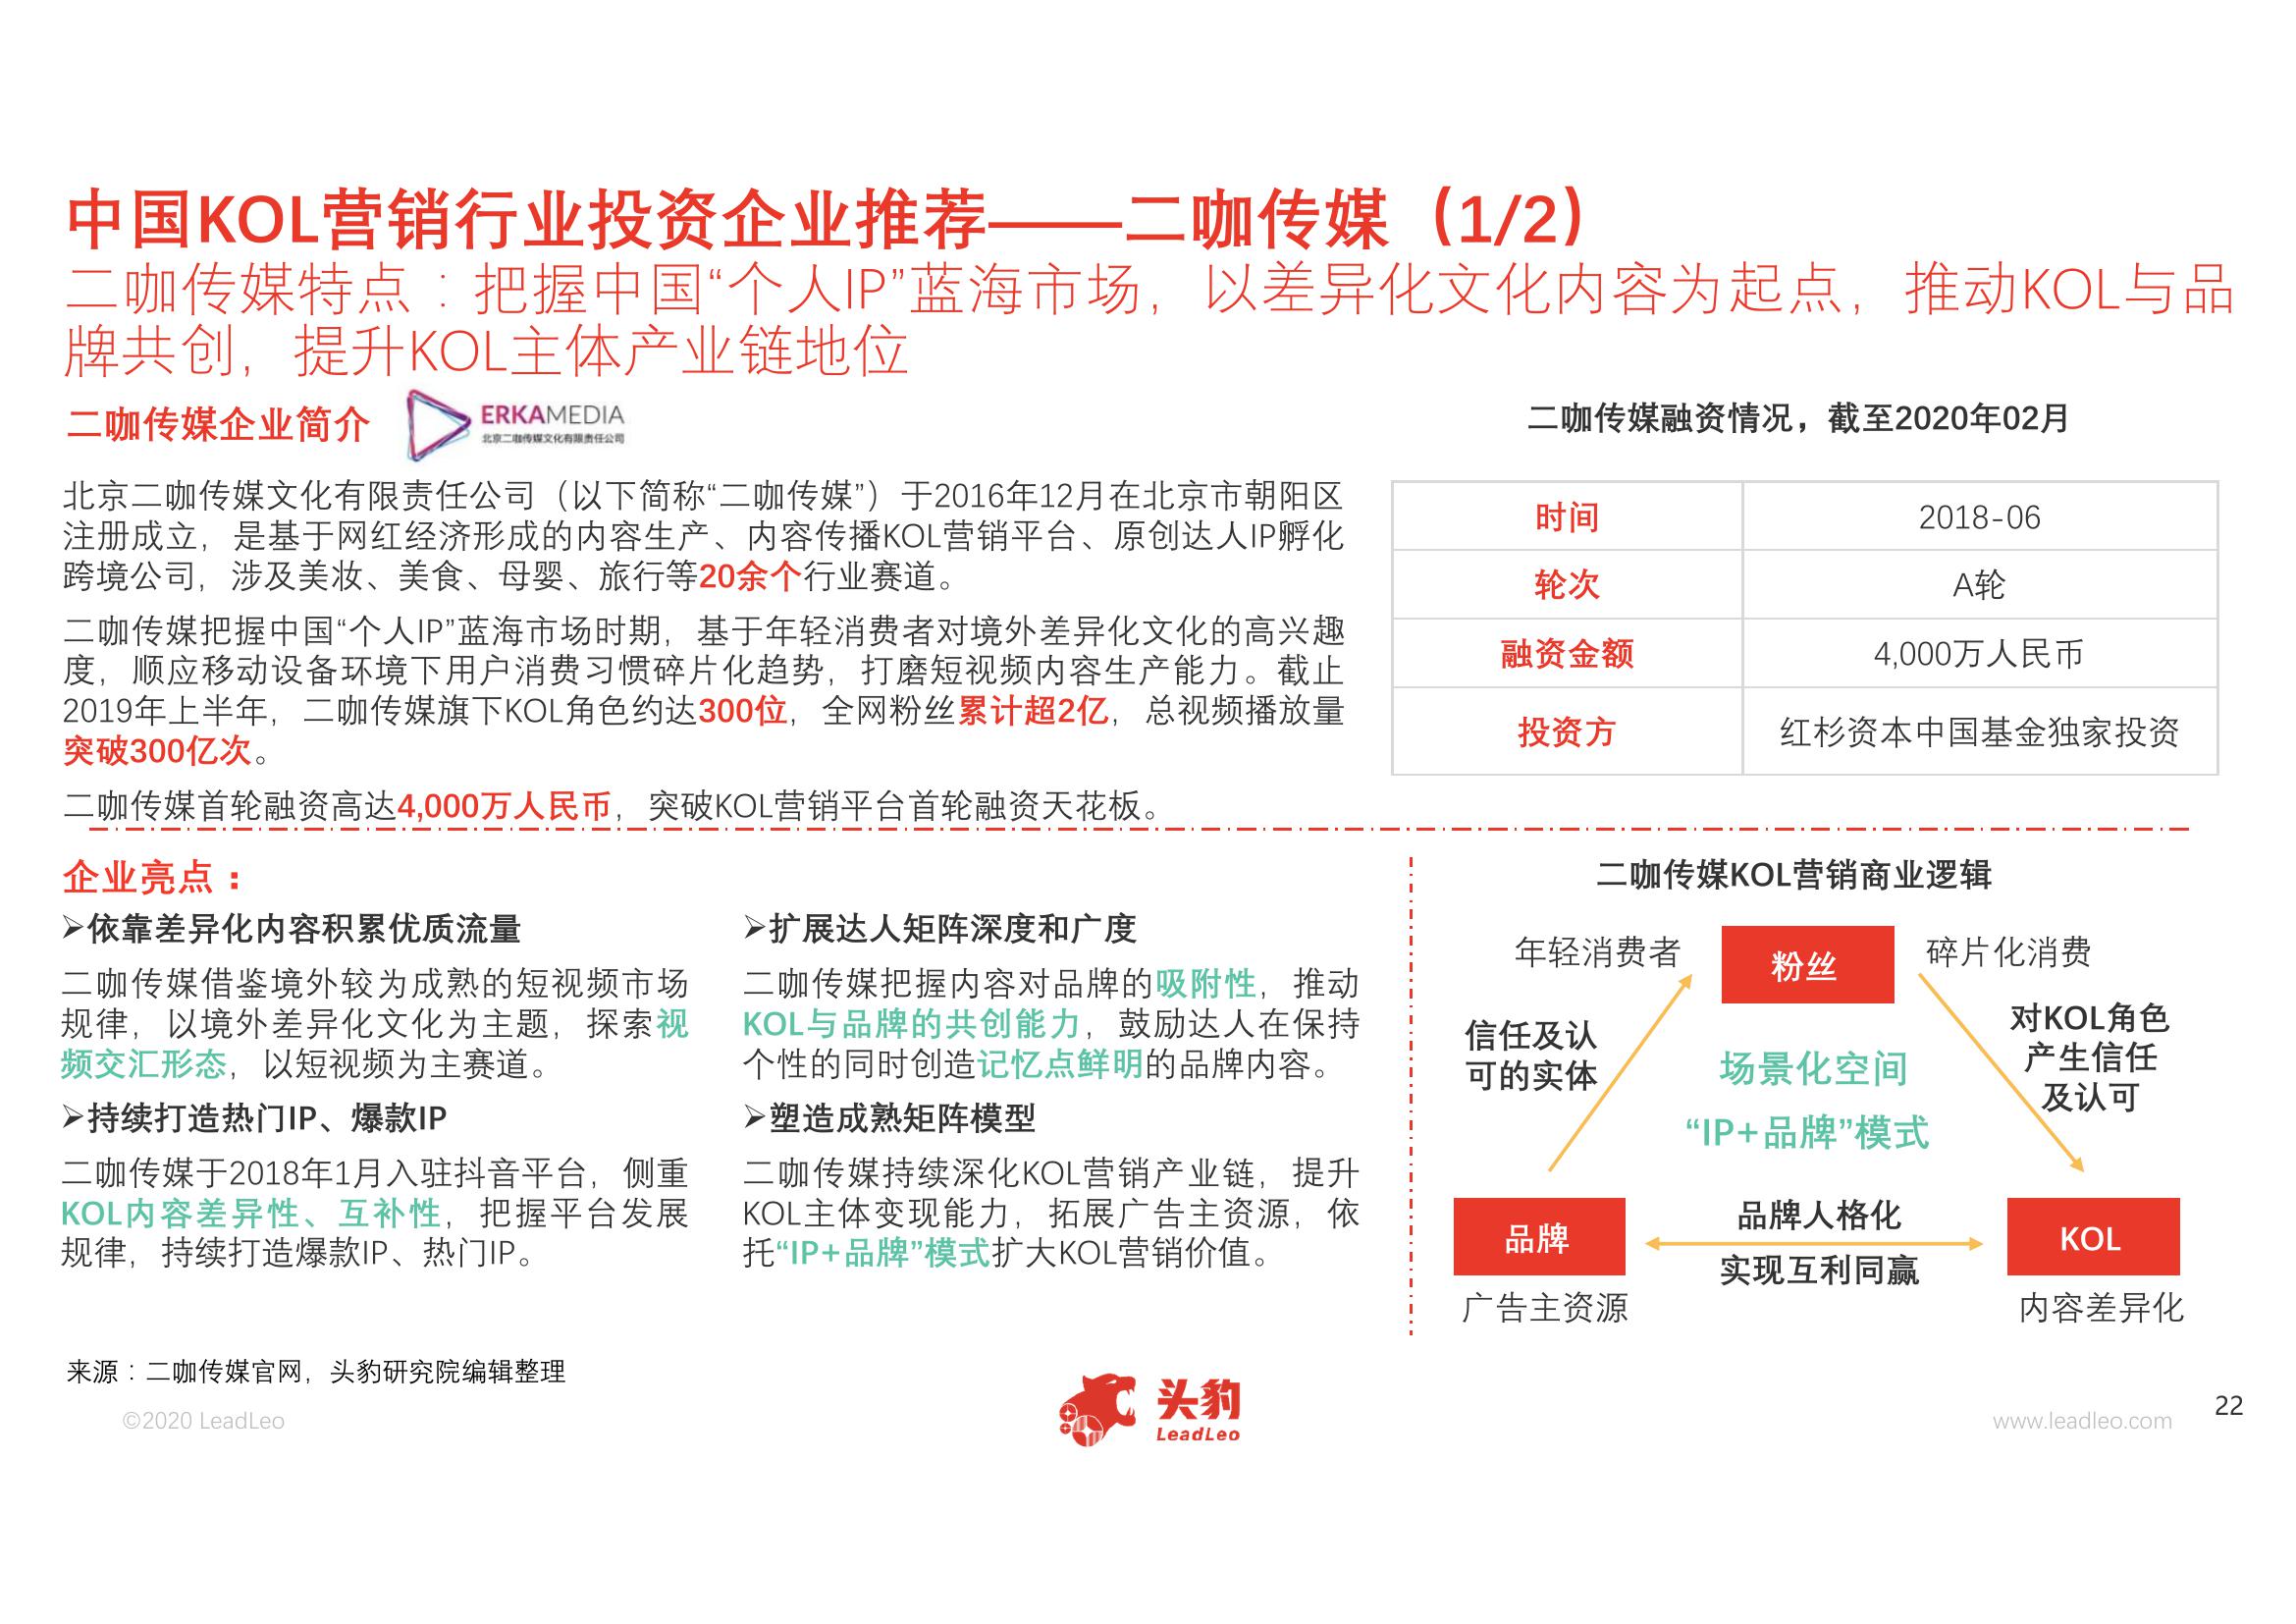 中国KOL营销行业投资企业推荐——二咖传媒（1/2）
二咖传媒特点：把握中国“个人IP”蓝海市场，以差异化文化内容为起点，推动KOL与品
牌共创，提升KOL主体产业链地位
二咖传媒企业简介
ERKAMEDIA
北京二咖传媒文化有限责任公司
北京二咖传媒文化有限责任公司（以下简称“二咖传媒”）于2016年12月在北京市朝阳区
注册成立，是基于网红经济形成的内容生产、内容传播KOL营销平台、原创达人IP孵化
跨境公司，涉及美妆、美食、母婴、旅行等20余个行业赛道。
二咖传媒把握中国“个人IP”蓝海市场时期，基于年轻消费者对境外差异化文化的高兴趣
度，顺应移动设备环境下用户消费习惯碎片化趋势，打磨短视频内容生产能力。截止
2019年上半年，二咖传媒旗下KOL角色约达300位，全网粉丝累计超2亿，总视频播放量
突破300亿次。
二咖传媒首轮融资高达4,000万人民币，突破KOL营销平台首轮融资天花板。
二咖传媒融资情况，截至2020年02月
时间 2018-06
轮次 A轮
融资金额 4,000万人民币
投资方 红杉资本中国基金独家投资
企业亮点：
➢依靠差异化内容积累优质流量
二咖传媒借鉴境外较为成熟的短视频市场
规律，以境外差异化文化为主题，探索视
频交汇形态，以短视频为主赛道。
➢持续打造热门IP、爆款IP
二咖传媒于2018年1月入驻抖音平台，侧重
KOL内容差异性、互补性，把握平台发展
规律，持续打造爆款IP、热门IP。
➢扩展达人矩阵深度和广度
二咖传媒把握内容对品牌的吸附性，推动
KOL与品牌的共创能力，鼓励达人在保持
个性的同时创造记忆点鲜明的品牌内容。
➢塑造成熟矩阵模型
二咖传媒持续深化KOL营销产业链，提升
KOL主体变现能力，拓展广告主资源，依
托“IP+品牌”模式扩大KOL营销价值。
二咖传媒KOL营销商业逻辑
年轻消费者
粉丝
碎片化消费
信任及认
可的实体
对KOL角色
产生信任
及认可
场景化空间
“IP+品牌”模式
品牌
品牌人格化
实现互利同赢
KOL
广告主资源
内容差异化
来源：二咖传媒官网，头豹研究院编辑整理
©2020 LeadLeo
头豹
LeadLeo
www.leadleo.com
22